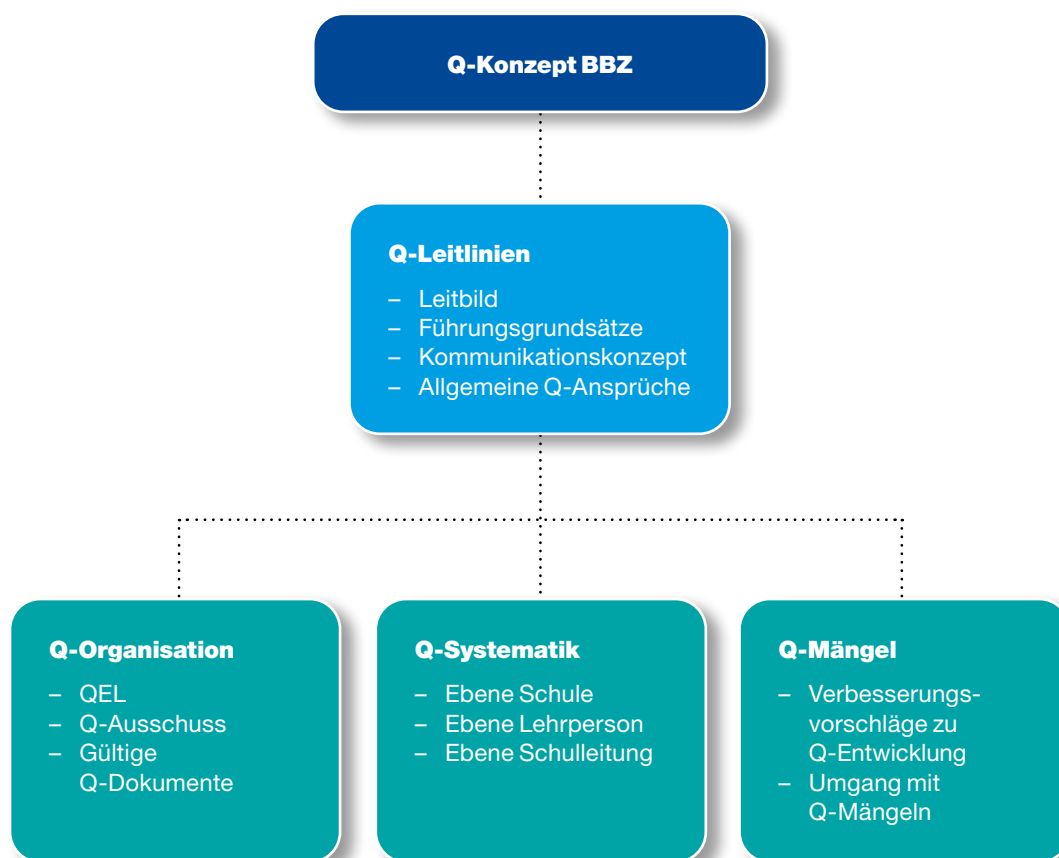 Q-Konzept BBZ
Q-Leitlinien
– Leitbild
– Führungsgrundsätze
– Kommunikationskonzept
– Allgemeine Q-Ansprüche
Q-Organisation
– QEL
– Q-Ausschuss
– Gültige
Q-Dokumente
Q-Systematik
– Ebene Schule
– Ebene Lehrperson
– Ebene Schulleitung
Q-Mängel
– Verbesserungs-
vorschläge zu
Q-Entwicklung
– Umgang mit
Q-Mängeln